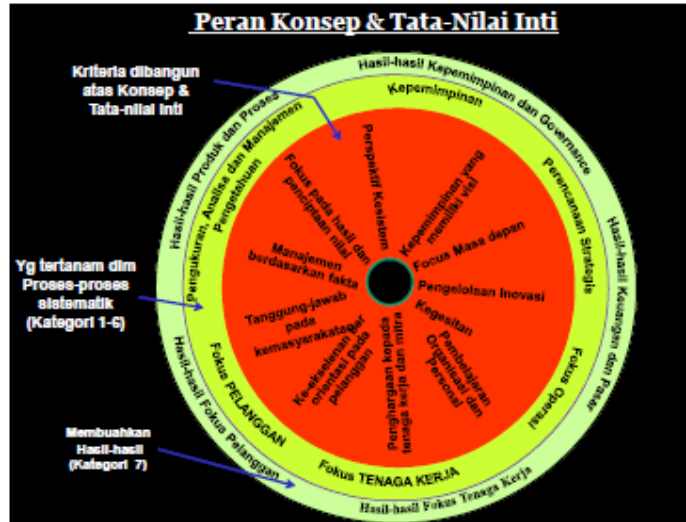 Peran Konsep & Tata-Nilai Inti
Kriteria dibangun
atas Konsep &
Tata-nilai Inti
Yg tertanam dlm
Proses-proses
sistematik
(Kategori 1-6)
Membuahkan
Hasil-hasil
(Kategori 7)
Hasil-hasil Kepemimpinan dan Governance
Hasil-hasil Keuangan dan Pasar
Hasil-hasil Fokus Tenaga Kerja
Hasil-hasil Fokus Pelanggan
Hasil-hasil Produk dan Proses
Kepemimpinan
Perencanaan Strategis
Fokus Operasi
Fokus TENAGA KERJA
Fokus PELANGGAN
Pengukuran, Analisa dan Manajemen
Pengetahuan
Perspektif Kesistem
Kepemimpinan yang
memiliki visi
Focus Masa depan
Pengelolaan Inovasi
Kegesitan
Pembelajaran
Organisasi dan
Personal
Penghargaan kepada
tenaga kerja dan mitra
Ke-ekselenan
orientasi pada
pelanggan
Tanggung-jawab
pada
kemasyarakatan
Manajemen
berdasarkan fakta
Fokus pada hasil dan
penciptaan nilai